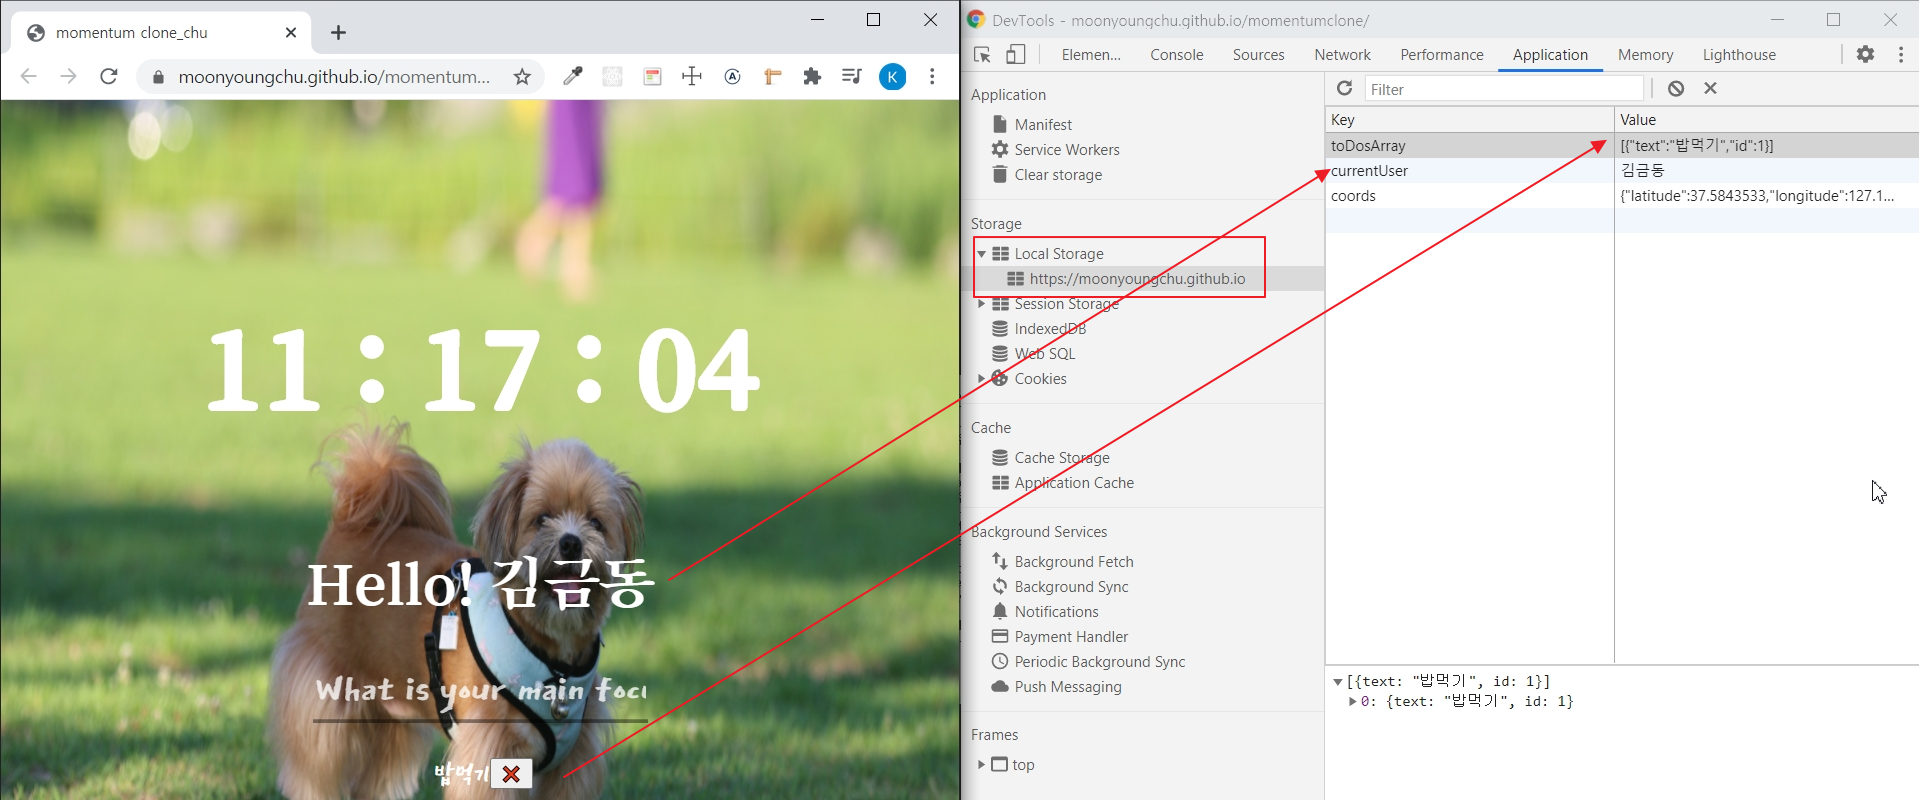 momentum clone_chu
moonyoungchu.github.io/momentum...
K
11 : 17 : 04
Hello! 김금동
What is your main focu
밥먹기
DevTools - moonyoungchu.github.io/momentumclone/
Elemen... Console Sources Network Performance Application Memory Lighthouse
Application
Manifest
Service Workers
Clear storage
Storage
Local Storage
https://moonyoungchu.github.io
Session Storage
IndexedDB
Web SQL
Cookies
Cache
Cache Storage
Application Cache
Background Services
Background Fetch
Background Sync
Notifications
Payment Handler
Periodic Background Sync
Push Messaging
Frames
top
Filter
Key Value
toDosArray [{"text":"밥먹기","id":1}]
currentUser 김금동
coords {"latitude":37.5843533,"longitude":127.1...
[{text: "밥먹기", id: 1}]
0: {text: "밥먹기", id: 1}